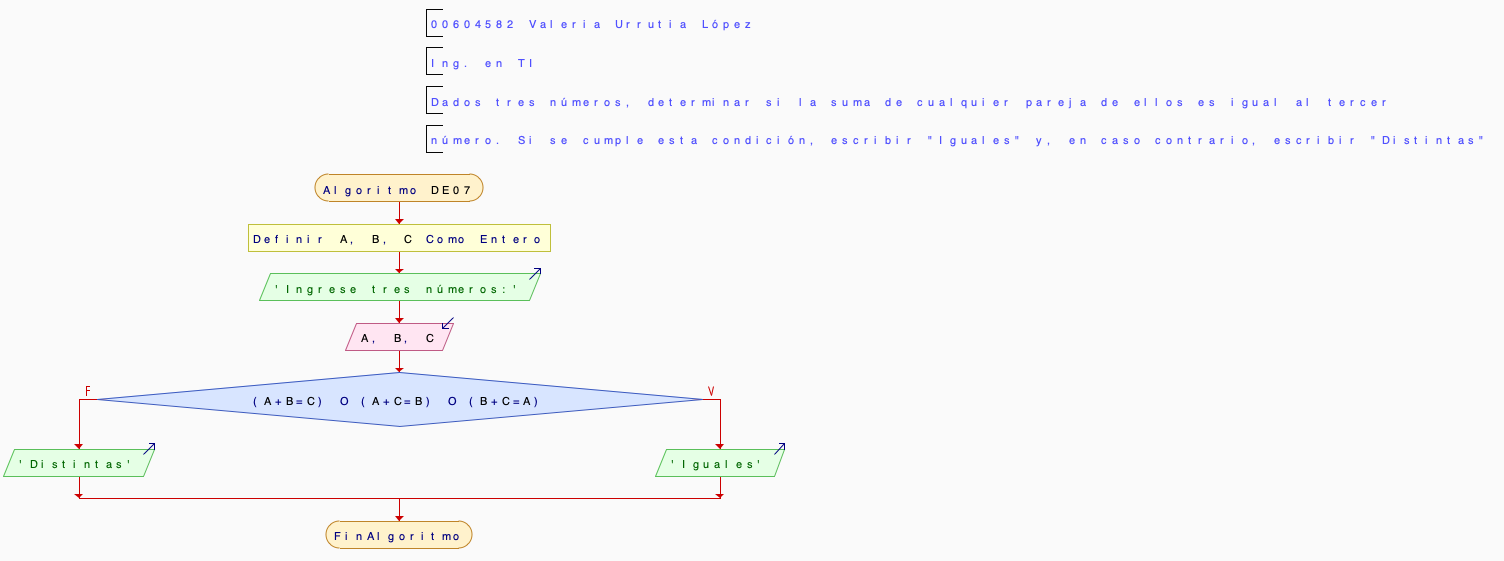 00604582 Valeria Urrutia López
Ing. en TI
Dados tres números, determinar si la suma de cualquier pareja de ellos es igual al tercer
número. Si se cumple esta condición, escribir "Iguales" y, en caso contrario, escribir "Distintas"
Algoritmo DE07
Definir A, B, C Como Entero
'Ingrese tres números:'
A, B, C
F
V
(A+B=C) O (A+C=B) O (B+C=A)
'Distintas'
'Iguales'
FinAlgoritmo